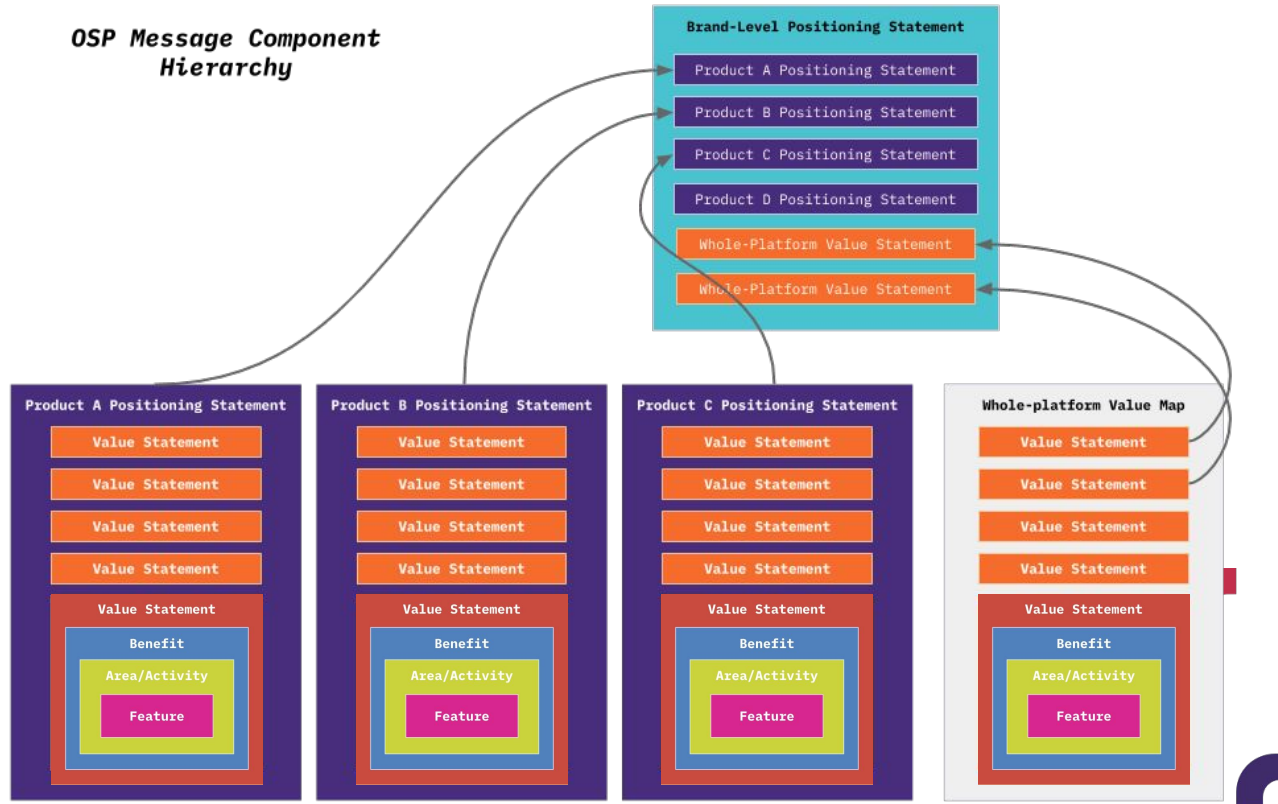 OSP Message Component
Hierarchy
Brand-Level Positioning Statement
Product A Positioning Statement
Product B Positioning Statement
Product C Positioning Statement
Product D Positioning Statement
Whole-Platform Value Statement
Whole-Platform Value Statement
Product A Positioning Statement
Value Statement
Value Statement
Value Statement
Value Statement
Value Statement
Benefit
Area/Activity
Feature
Product B Positioning Statement
Value Statement
Value Statement
Value Statement
Value Statement
Value Statement
Benefit
Area/Activity
Feature
Product C Positioning Statement
Value Statement
Value Statement
Value Statement
Value Statement
Value Statement
Benefit
Area/Activity
Feature
Whole-platform Value Map
Value Statement
Value Statement
Value Statement
Value Statement
Value Statement
Benefit
Area/Activity
Feature